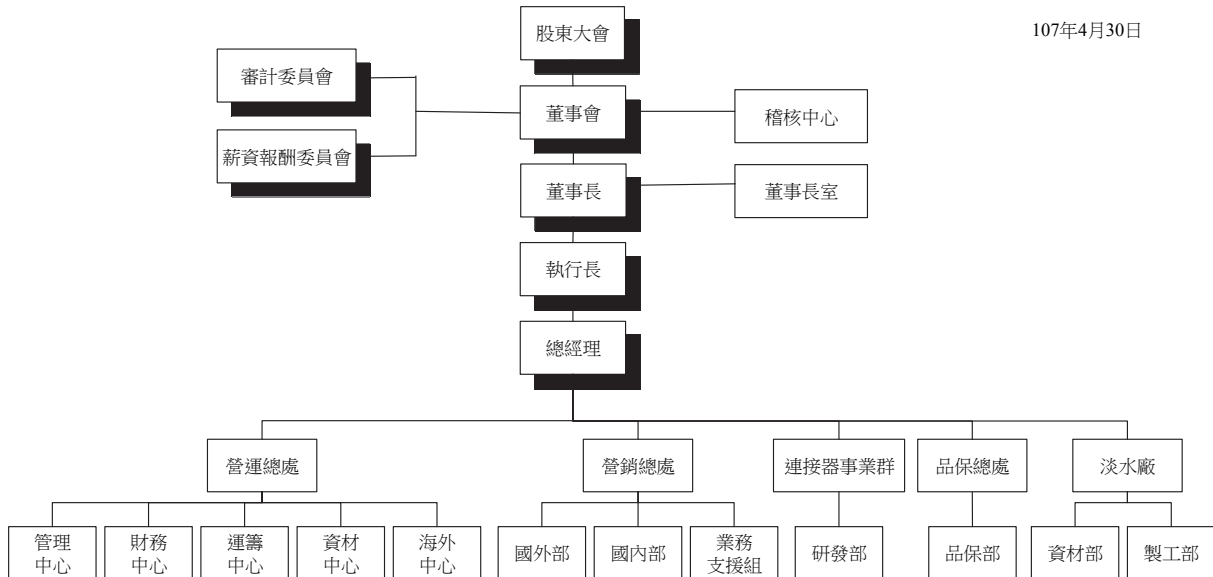 股東大會
107年4月30日
審計委員會
董事會
稽核中心
薪資報酬委員會
董事長
董事長室
執行長
總經理
營運總處
營銷總處
連接器事業群
品保總處
淡水廠
管理
中心
財務
中心
運籌
中心
資材
中心
海外
中心
國外部
國內部
業務
支援組
研發部
品保部
資材部
製工部